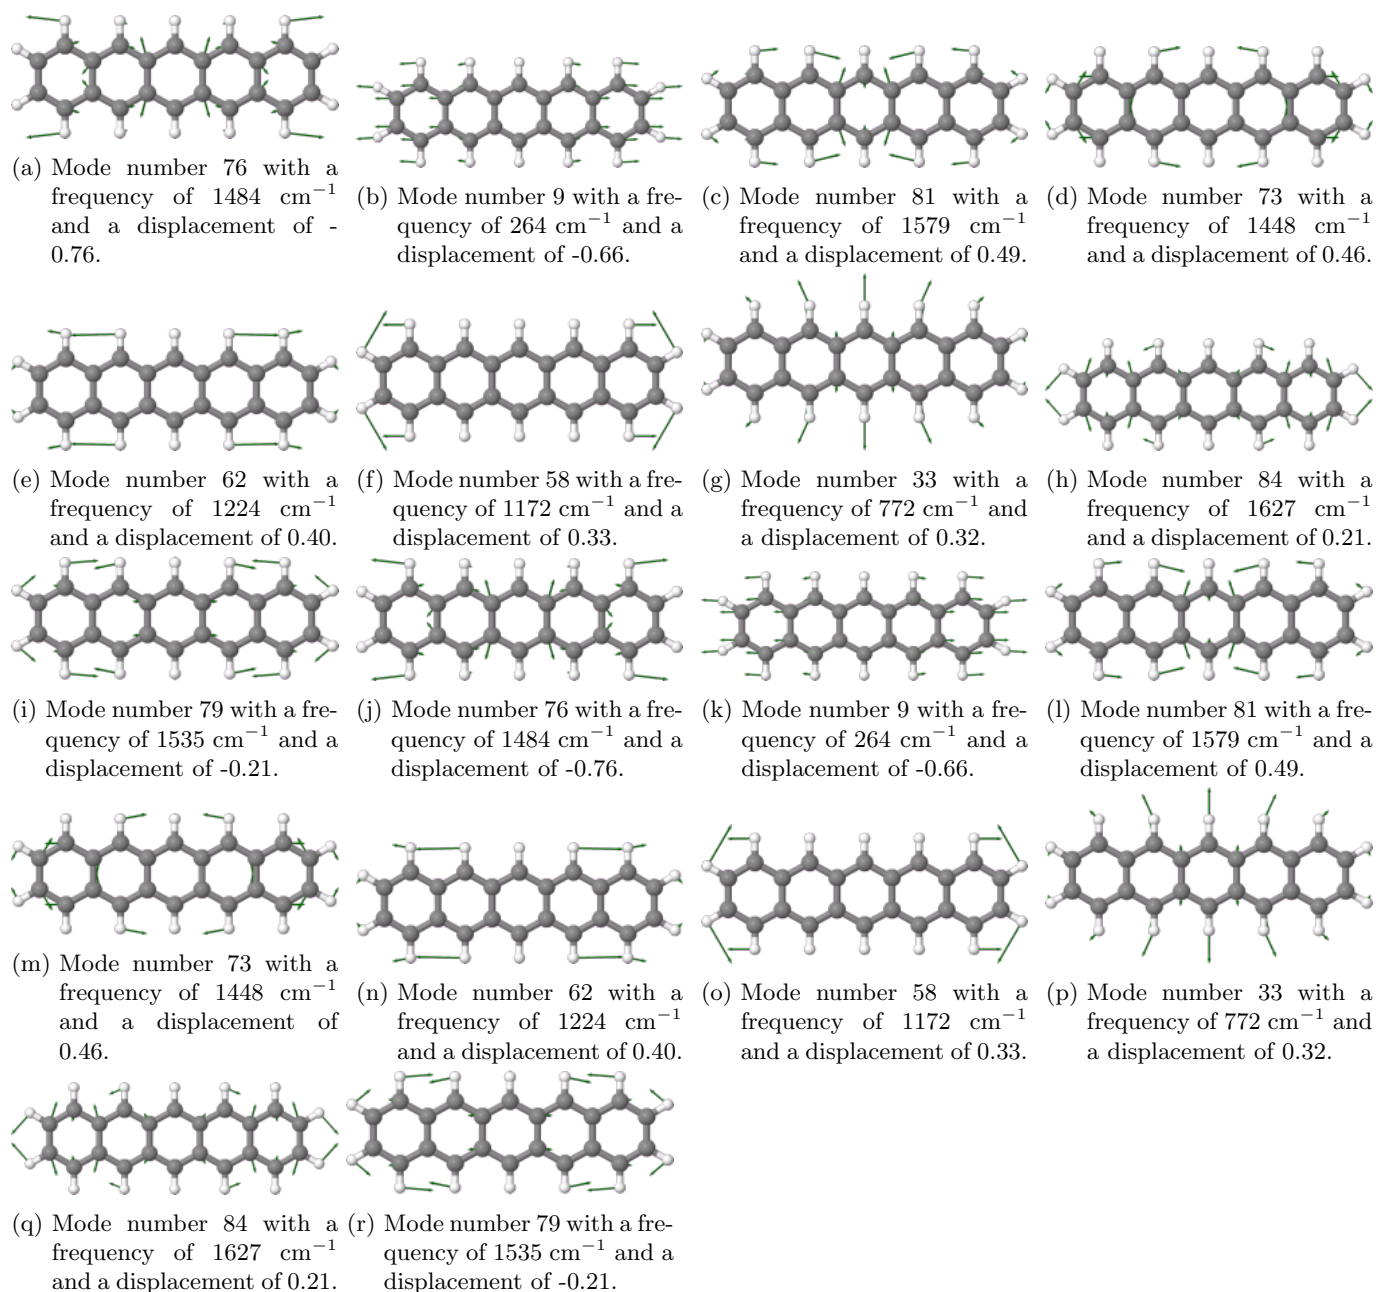 (a) Mode number 76 with a
frequency of 1484 cm⁻¹
and a displacement of -
0.76.
(b) Mode number 9 with a fre-
quency of 264 cm⁻¹ and a
displacement of -0.66.
(c) Mode number 81 with a
frequency of 1579 cm⁻¹
and a displacement of 0.49.
(d) Mode number 73 with a
frequency of 1448 cm⁻¹
and a displacement of 0.46.
(e) Mode number 62 with a
frequency of 1224 cm⁻¹
and a displacement of 0.40.
(f) Mode number 58 with a fre-
quency of 1172 cm⁻¹ and a
displacement of 0.33.
(g) Mode number 33 with a
frequency of 772 cm⁻¹ and
a displacement of 0.32.
(h) Mode number 84 with a
frequency of 1627 cm⁻¹
and a displacement of 0.21.
(i) Mode number 79 with a fre-
quency of 1535 cm⁻¹ and a
displacement of -0.21.
(j) Mode number 76 with a fre-
quency of 1484 cm⁻¹ and a
displacement of -0.76.
(k) Mode number 9 with a fre-
quency of 264 cm⁻¹ and a
displacement of -0.66.
(l) Mode number 81 with a fre-
quency of 1579 cm⁻¹ and a
displacement of 0.49.
(m) Mode number 73 with a
frequency of 1448 cm⁻¹
and a displacement of
0.46.
(n) Mode number 62 with a
frequency of 1224 cm⁻¹
and a displacement of 0.40.
(o) Mode number 58 with a
frequency of 1172 cm⁻¹
and a displacement of 0.33.
(p) Mode number 33 with a
frequency of 772 cm⁻¹ and
a displacement of 0.32.
(q) Mode number 84 with a
frequency of 1627 cm⁻¹
and a displacement of 0.21.
(r) Mode number 79 with a fre-
quency of 1535 cm⁻¹ and a
displacement of -0.21.